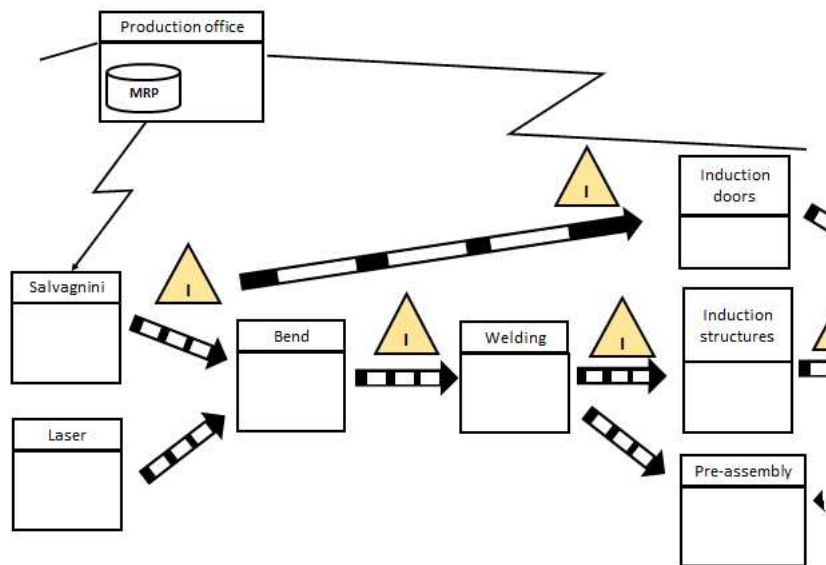 Production office
MRP
I
Induction
doors
I
Salvagnini
Bend
I
Welding
I
Induction
structures
Laser
Pre-assembly